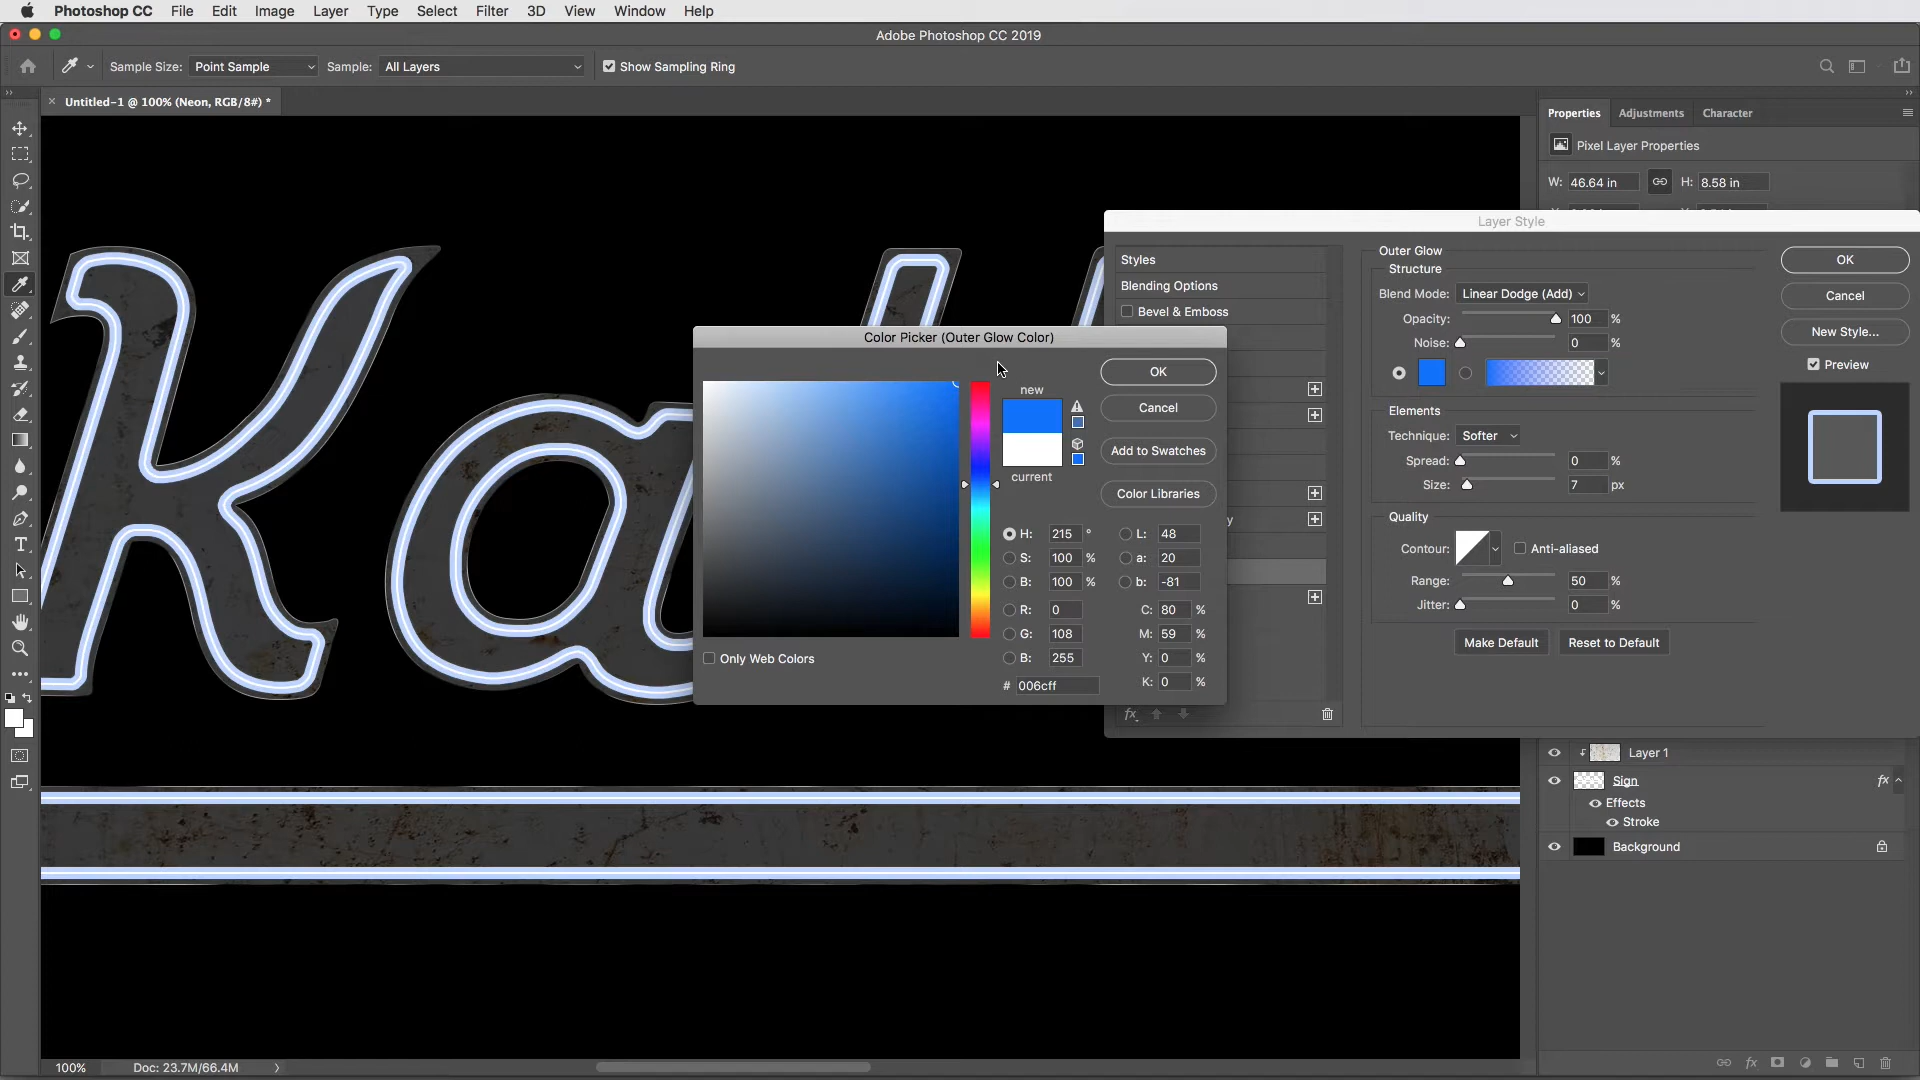 Photoshop CC File Edit Image Layer Type Select Filter 3D View Window Help
Adobe Photoshop CC 2019
Sample Size: Point Sample Sample: All Layers Show Sampling Ring
Untitled-1 @ 100% (Neon, RGB/8#) *
Properties Adjustments Character
Pixel Layer Properties
W: 46.64 in H: 8.58 in
Layer Style
Styles
Blending Options
Bevel & Emboss
Outer Glow
Structure
Blend Mode: Linear Dodge (Add)
Opacity: 100 %
Noise: 0 %
Elements
Technique: Softer
Spread: 0 %
Size: 7 px
Quality
Contour: Anti-aliased
Range: 50 %
Jitter: 0 %
Make Default Reset to Default
OK
Cancel
New Style...
Preview
Color Picker (Outer Glow Color)
new
current
OK
Cancel
Add to Swatches
Color Libraries
H: 215 ° L: 48
S: 100 % a: 20
B: 100 % b: -81
R: 0 C: 80 %
G: 108 M: 59 %
B: 255 Y: 0 %
# 006cff K: 0 %
Only Web Colors
fx
Ka
Layer 1
Sign fx
Effects
Stroke
Background
100% Doc: 23.7M/66.4M
fx